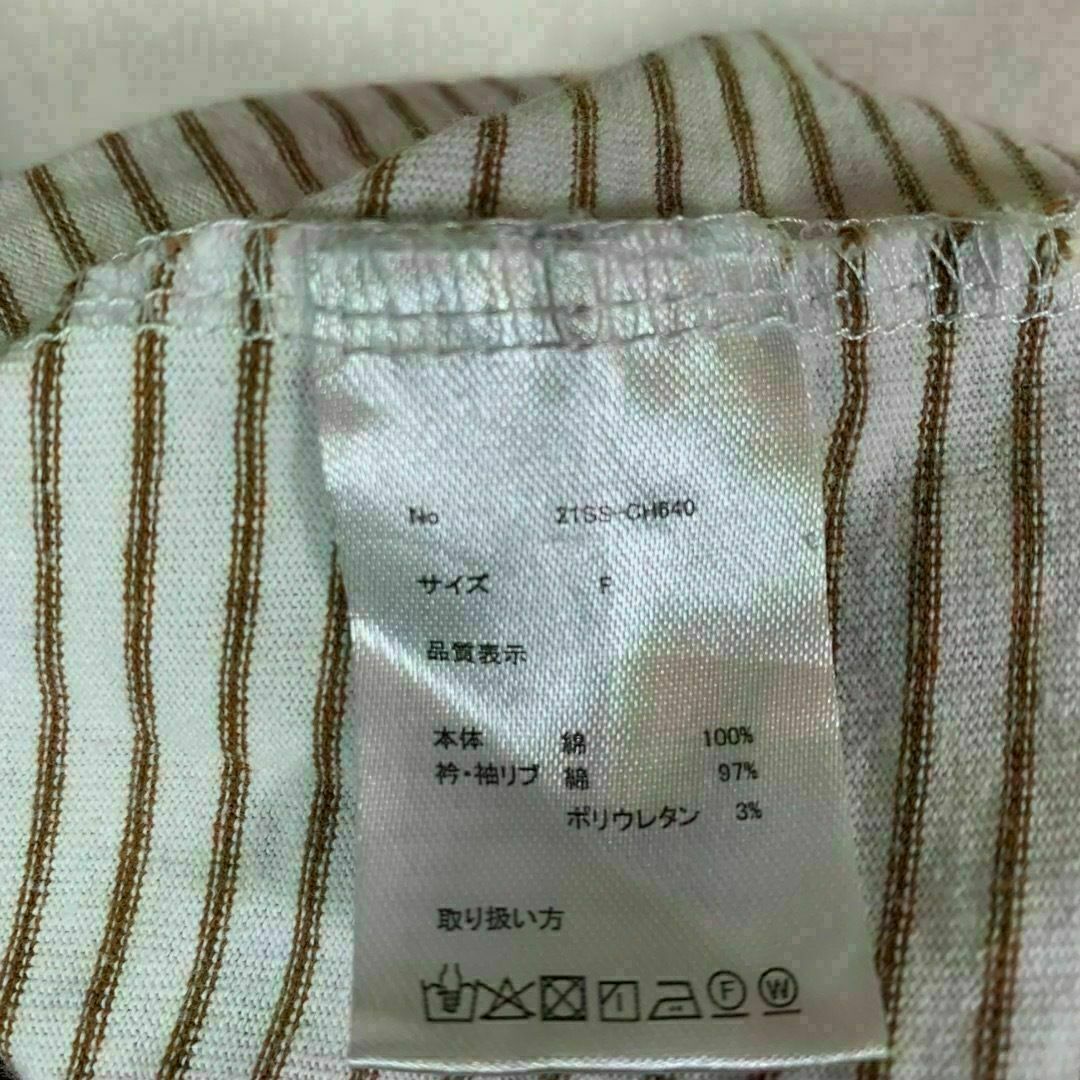 No 21SS-CH640
サイズ F
品質表示
本体 綿 100%
衿・袖リブ 綿 97%
ポリウレタン 3%
取り扱い方
F W